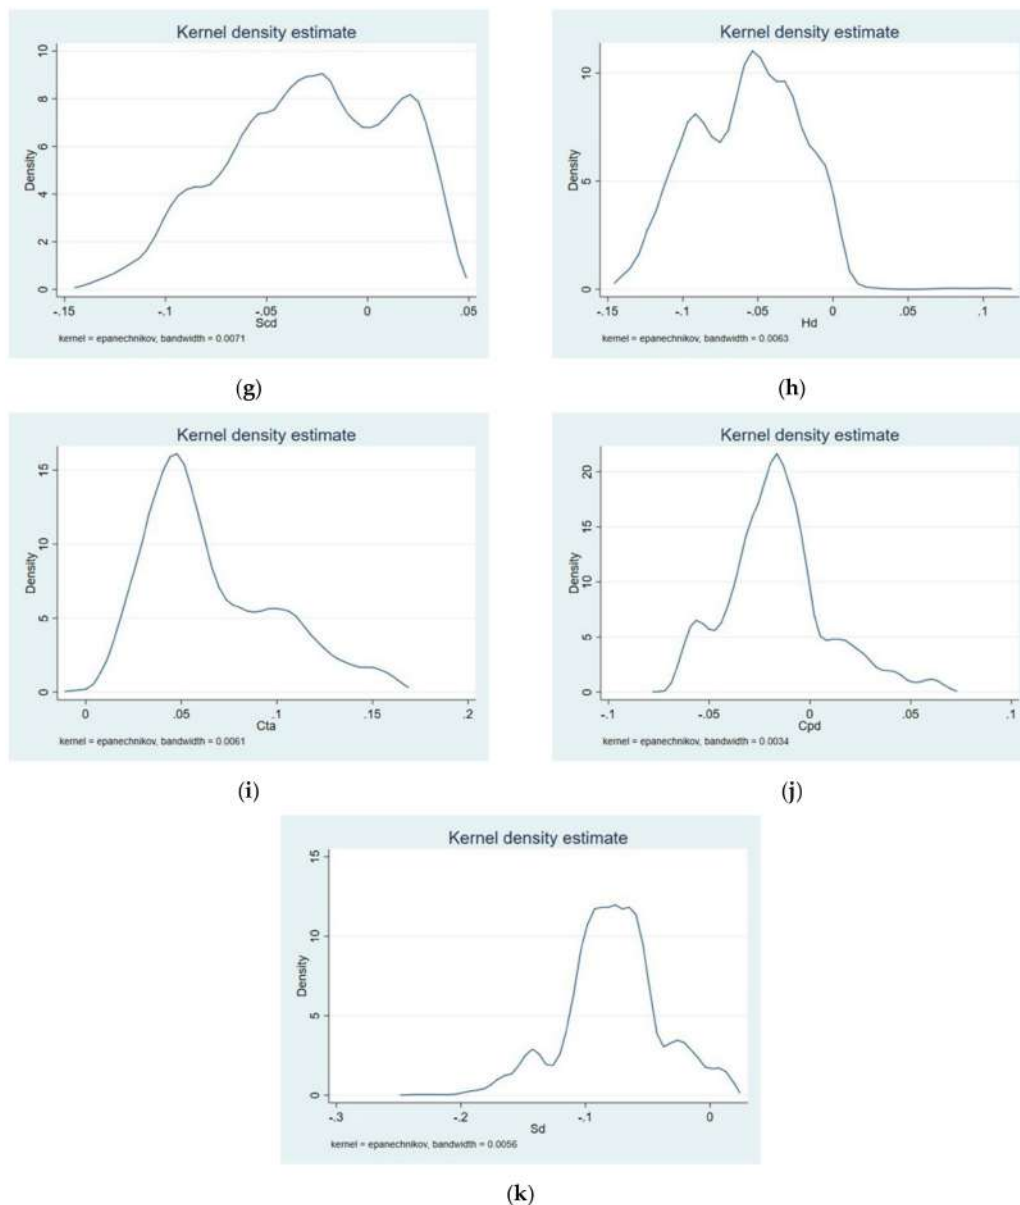 Kernel density estimate
10
8
6
4
2
0
Density
-.15
-.1
-.05
0
.05
Scd
kernel = epanechnikov, bandwidth = 0.0071
(g)
Kernel density estimate
10
5
0
Density
-.15
-.1
-.05
0
.05
.1
Hd
kernel = epanechnikov, bandwidth = 0.0063
(h)
Kernel density estimate
15
10
5
0
Density
0
.05
.1
.15
.2
Cta
kernel = epanechnikov, bandwidth = 0.0061
(i)
Kernel density estimate
20
15
10
5
0
Density
-.1
-.05
0
.05
.1
Cpd
kernel = epanechnikov, bandwidth = 0.0034
(j)
Kernel density estimate
15
10
5
0
Density
-.3
-.2
-.1
0
Sd
kernel = epanechnikov, bandwidth = 0.0056
(k)